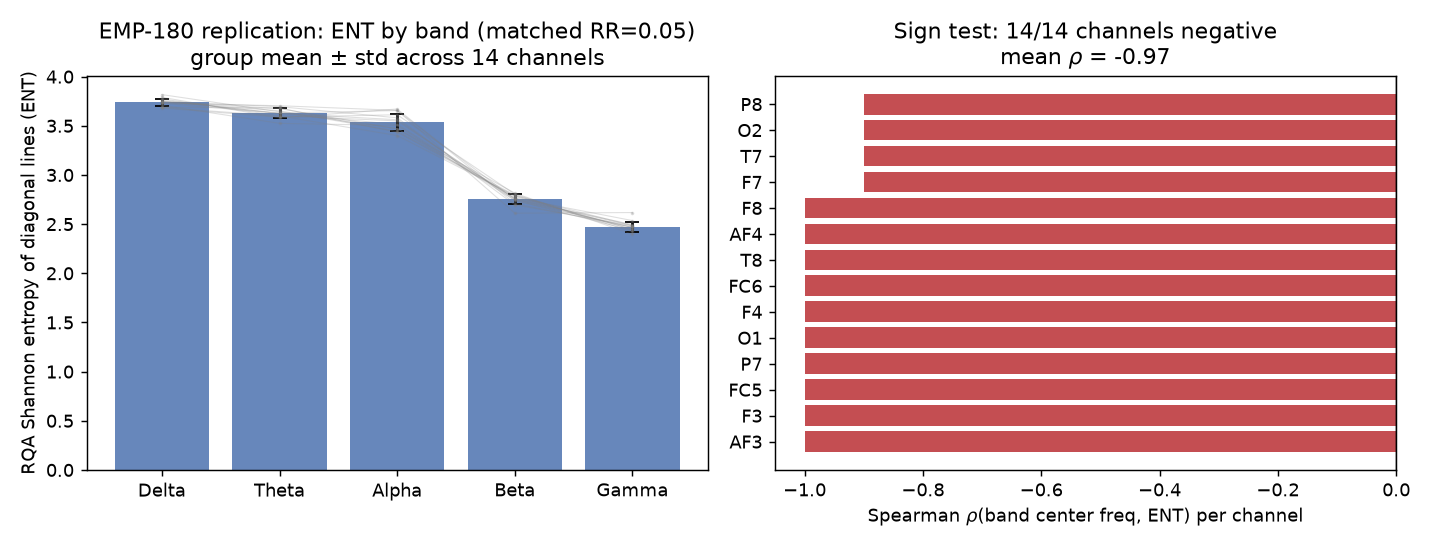 EMP-180 replication: ENT by band (matched RR=0.05)
group mean ± std across 14 channels
RQA Shannon entropy of diagonal lines (ENT)
4.0
3.5
3.0
2.5
2.0
1.5
1.0
0.5
0.0
Delta
Theta
Alpha
Beta
Gamma
Sign test: 14/14 channels negative
mean ρ = -0.97
P8
O2
T7
F7
F8
AF4
T8
FC6
F4
O1
P7
FC5
F3
AF3
−1.0
−0.8
−0.6
−0.4
−0.2
0.0
Spearman ρ(band center freq, ENT) per channel